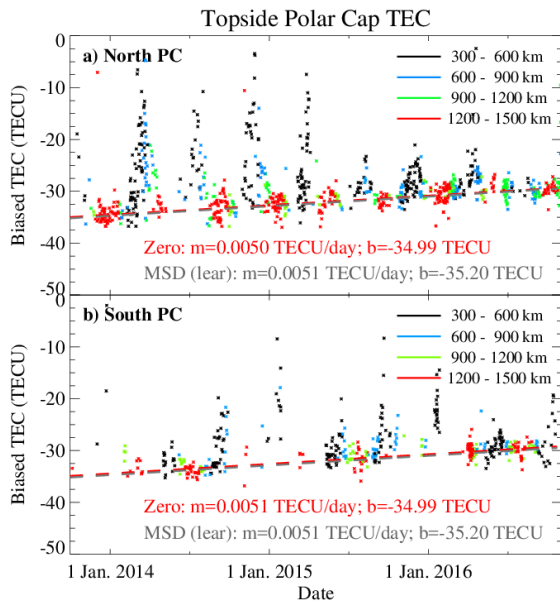 Topside Polar Cap TEC
a) North PC
300 - 600 km
600 - 900 km
900 - 1200 km
1200 - 1500 km
0
-10
-20
-30
-40
-50
Biased TEC (TECU)
Zero: m=0.0050 TECU/day; b=-34.99 TECU
MSD (lear): m=0.0051 TECU/day; b=-35.20 TECU
b) South PC
300 - 600 km
600 - 900 km
900 - 1200 km
1200 - 1500 km
0
-10
-20
-30
-40
-50
Biased TEC (TECU)
Zero: m=0.0051 TECU/day; b=-34.99 TECU
MSD (lear): m=0.0051 TECU/day; b=-35.20 TECU
1 Jan. 2014
1 Jan. 2015
1 Jan. 2016
Date